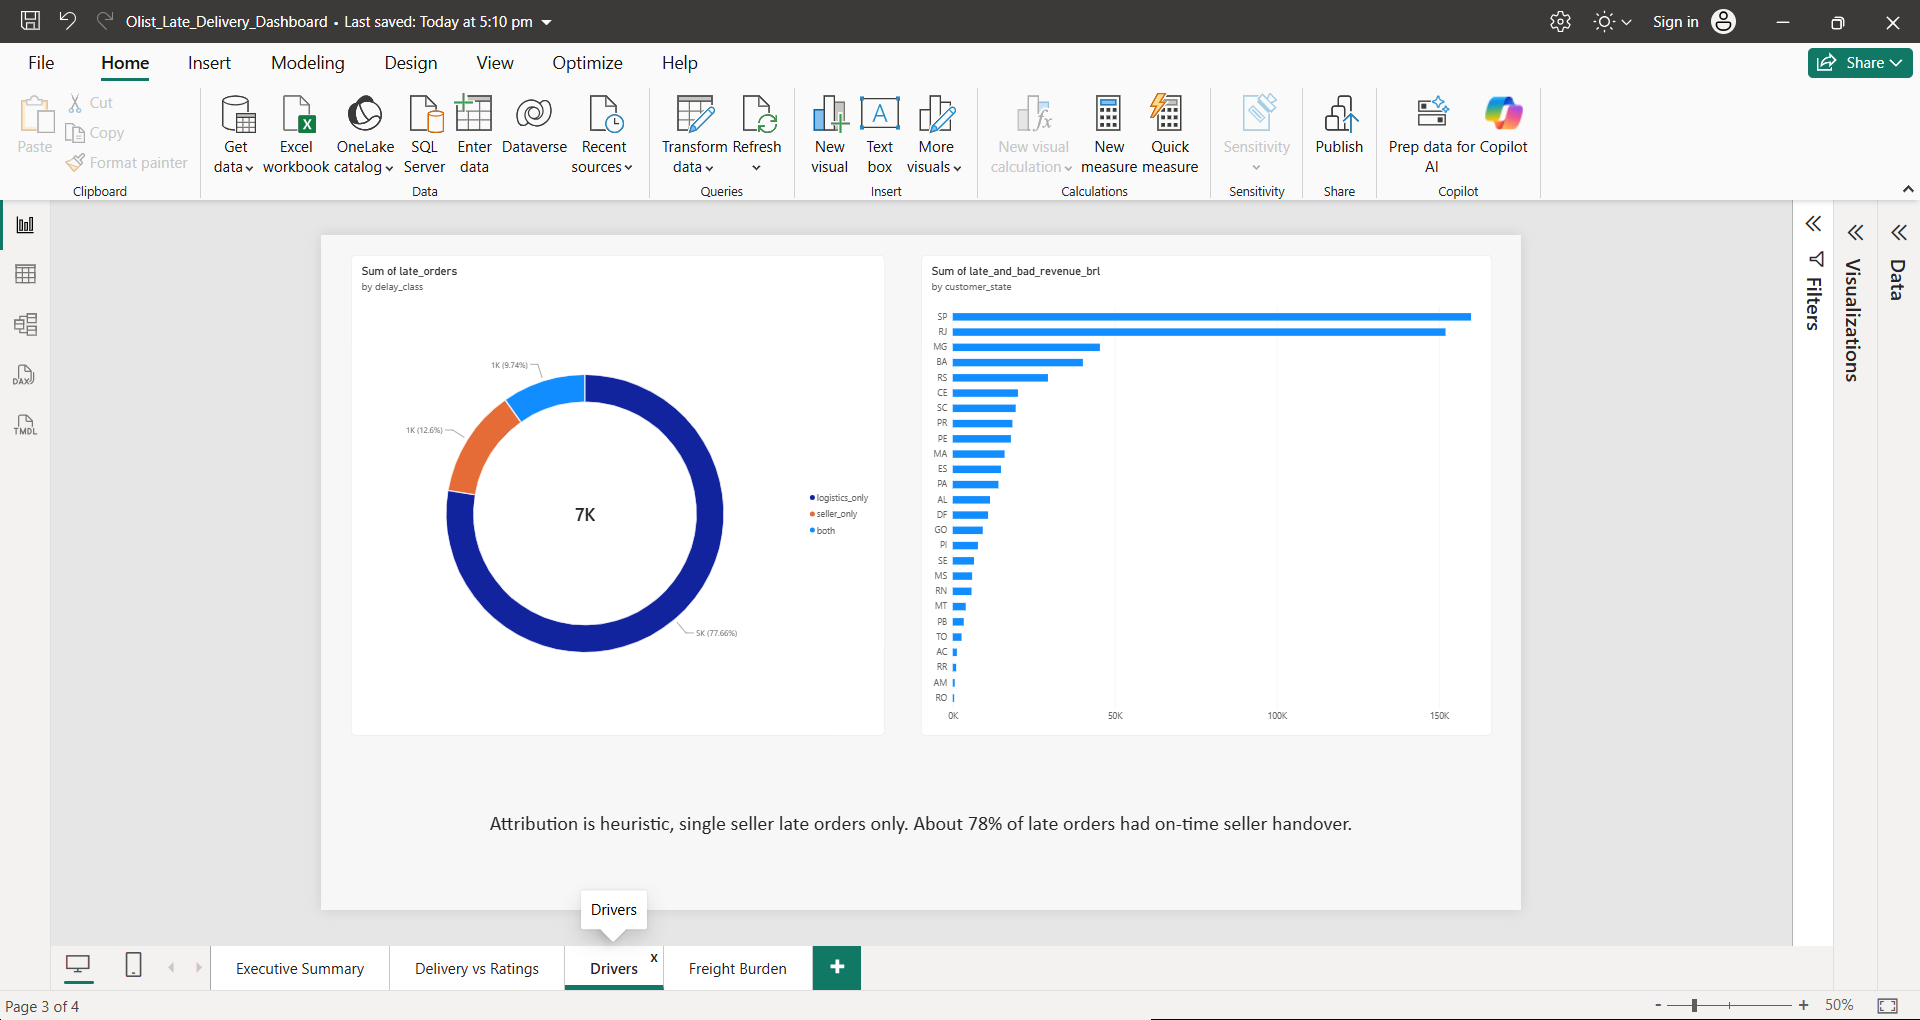 Olist_Late_Delivery_Dashboard • Last saved: Today at 5:10 pm
Sign in
File Home Insert Modeling Design View Optimize Help
Share
Paste
Cut
Copy
Format painter
Clipboard
Get data
Excel workbook
OneLake catalog
SQL Server
Enter data
Dataverse
Recent sources
Data
Transform data
Refresh
Queries
New visual
Text box
More visuals
Insert
New visual calculation
New measure
Quick measure
Calculations
Sensitivity
Sensitivity
Publish
Share
Prep data for AI
Copilot
Copilot
DAX
TMDL
Sum of late_orders
by delay_class
1K (9.74%)
1K (12.6%)
7K
5K (77.66%)
logistics_only
seller_only
both
Sum of late_and_bad_revenue_brl
by customer_state
SP
RJ
MG
BA
RS
CE
SC
PR
PE
MA
ES
PA
AL
DF
GO
PI
SE
MS
RN
MT
PB
TO
AC
RR
AM
RO
0K 50K 100K 150K
Attribution is heuristic, single seller late orders only. About 78% of late orders had on-time seller handover.
Filters
Visualizations
Data
Drivers
Executive Summary
Delivery vs Ratings
Drivers
x
Freight Burden
+
Page 3 of 4
- + 50%